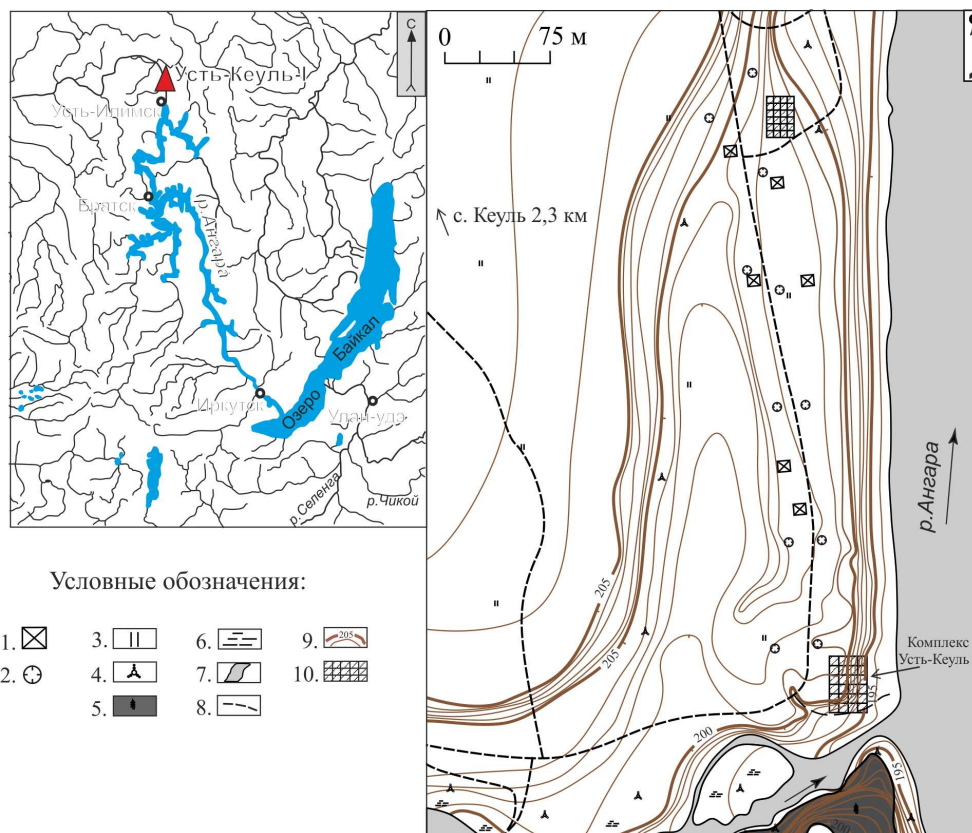 С
Усть-Кеуль-I
Усть-Илимск
Братск
р.Ангара
Озеро Байкал
Иркутск
Улан-удэ
р.Селенга
р.Чикой
0 75 м
с. Кеуль 2,3 км
р.Ангара
205
205
200
195
195
200
Комплекс
Усть-Кеуль
Условные обозначения:
1. 3. 6. 9. 205
2. 4. 7. 10.
5. 8.